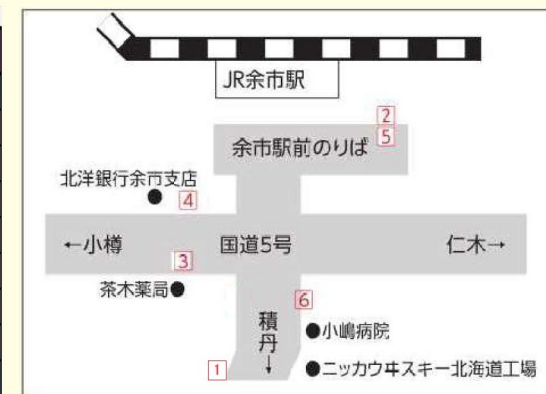 JR余市駅
2
余市駅前のりば
5
北洋銀行余市支店
4
←小樽
国道5号
仁木→
3
茶木薬局
6
積丹↓
小嶋病院
1
ニッカウヰスキー北海道工場